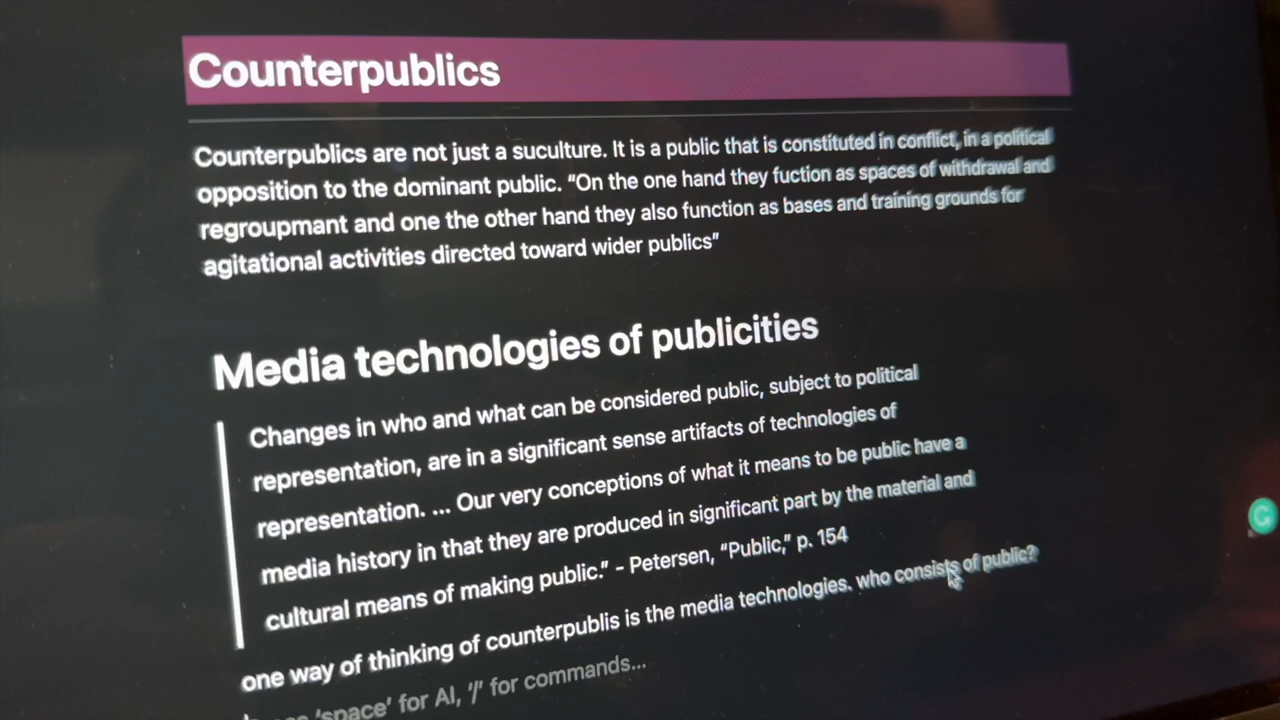 Counterpublics
Counterpublics are not just a suculture. It is a public that is constituted in conflict, in a political
opposition to the dominant public. “On the one hand they fuction as spaces of withdrawal and
regroupmant and one the other hand they also function as bases and training grounds for
agitational activities directed toward wider publics”
Media technologies of publicities
Changes in who and what can be considered public, subject to political
representation, are in a significant sense artifacts of technologies of
representation. ... Our very conceptions of what it means to be public have a
media history in that they are produced in significant part by the material and
cultural means of making public.” - Petersen, “Public,” p. 154
one way of thinking of counterpublis is the media technologies. who consists of public?
‘space’ for AI, ‘/’ for commands...